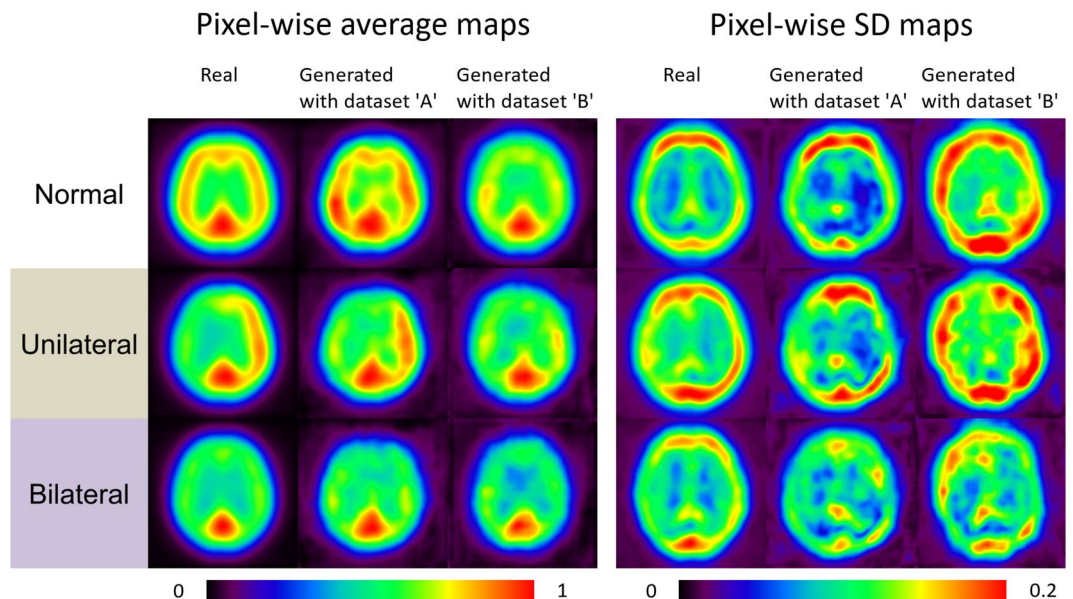 Pixel-wise average maps
Pixel-wise SD maps
Real
Generated
with dataset 'A'
Generated
with dataset 'B'
Real
Generated
with dataset 'A'
Generated
with dataset 'B'
Normal
Unilateral
Bilateral
0
1
0
0.2